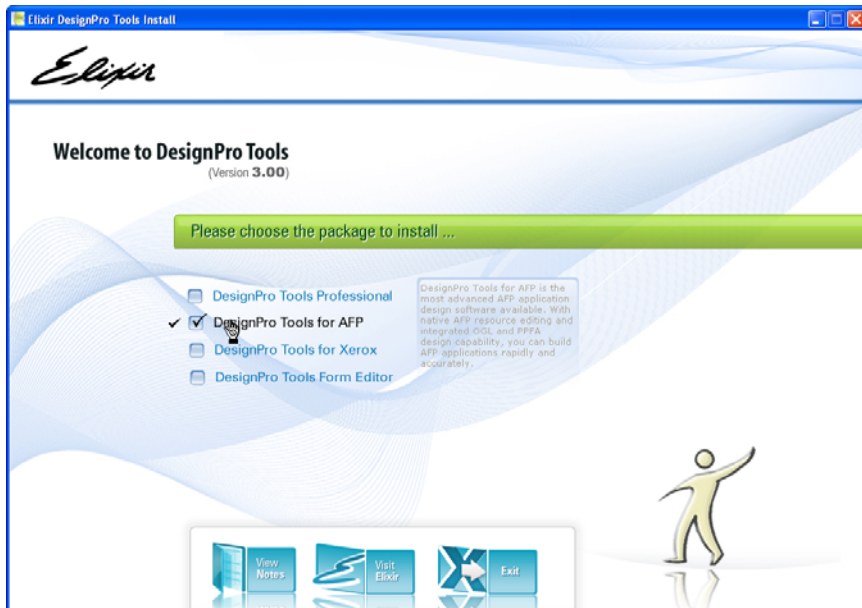 Elixir DesignPro Tools Install
Elixir
Welcome to DesignPro Tools
(Version 3.00)
Please choose the package to install ...
DesignPro Tools Professional
DesignPro Tools for AFP
DesignPro Tools for Xerox
DesignPro Tools Form Editor
DesignPro Tools for AFP is the
most advanced AFP application
design software available. With
native AFP resource editing and
integrated OGL and PPFA
design capability, you can build
AFP applications rapidly and
accurately.
View
Notes
Visit
Elixir
Exit